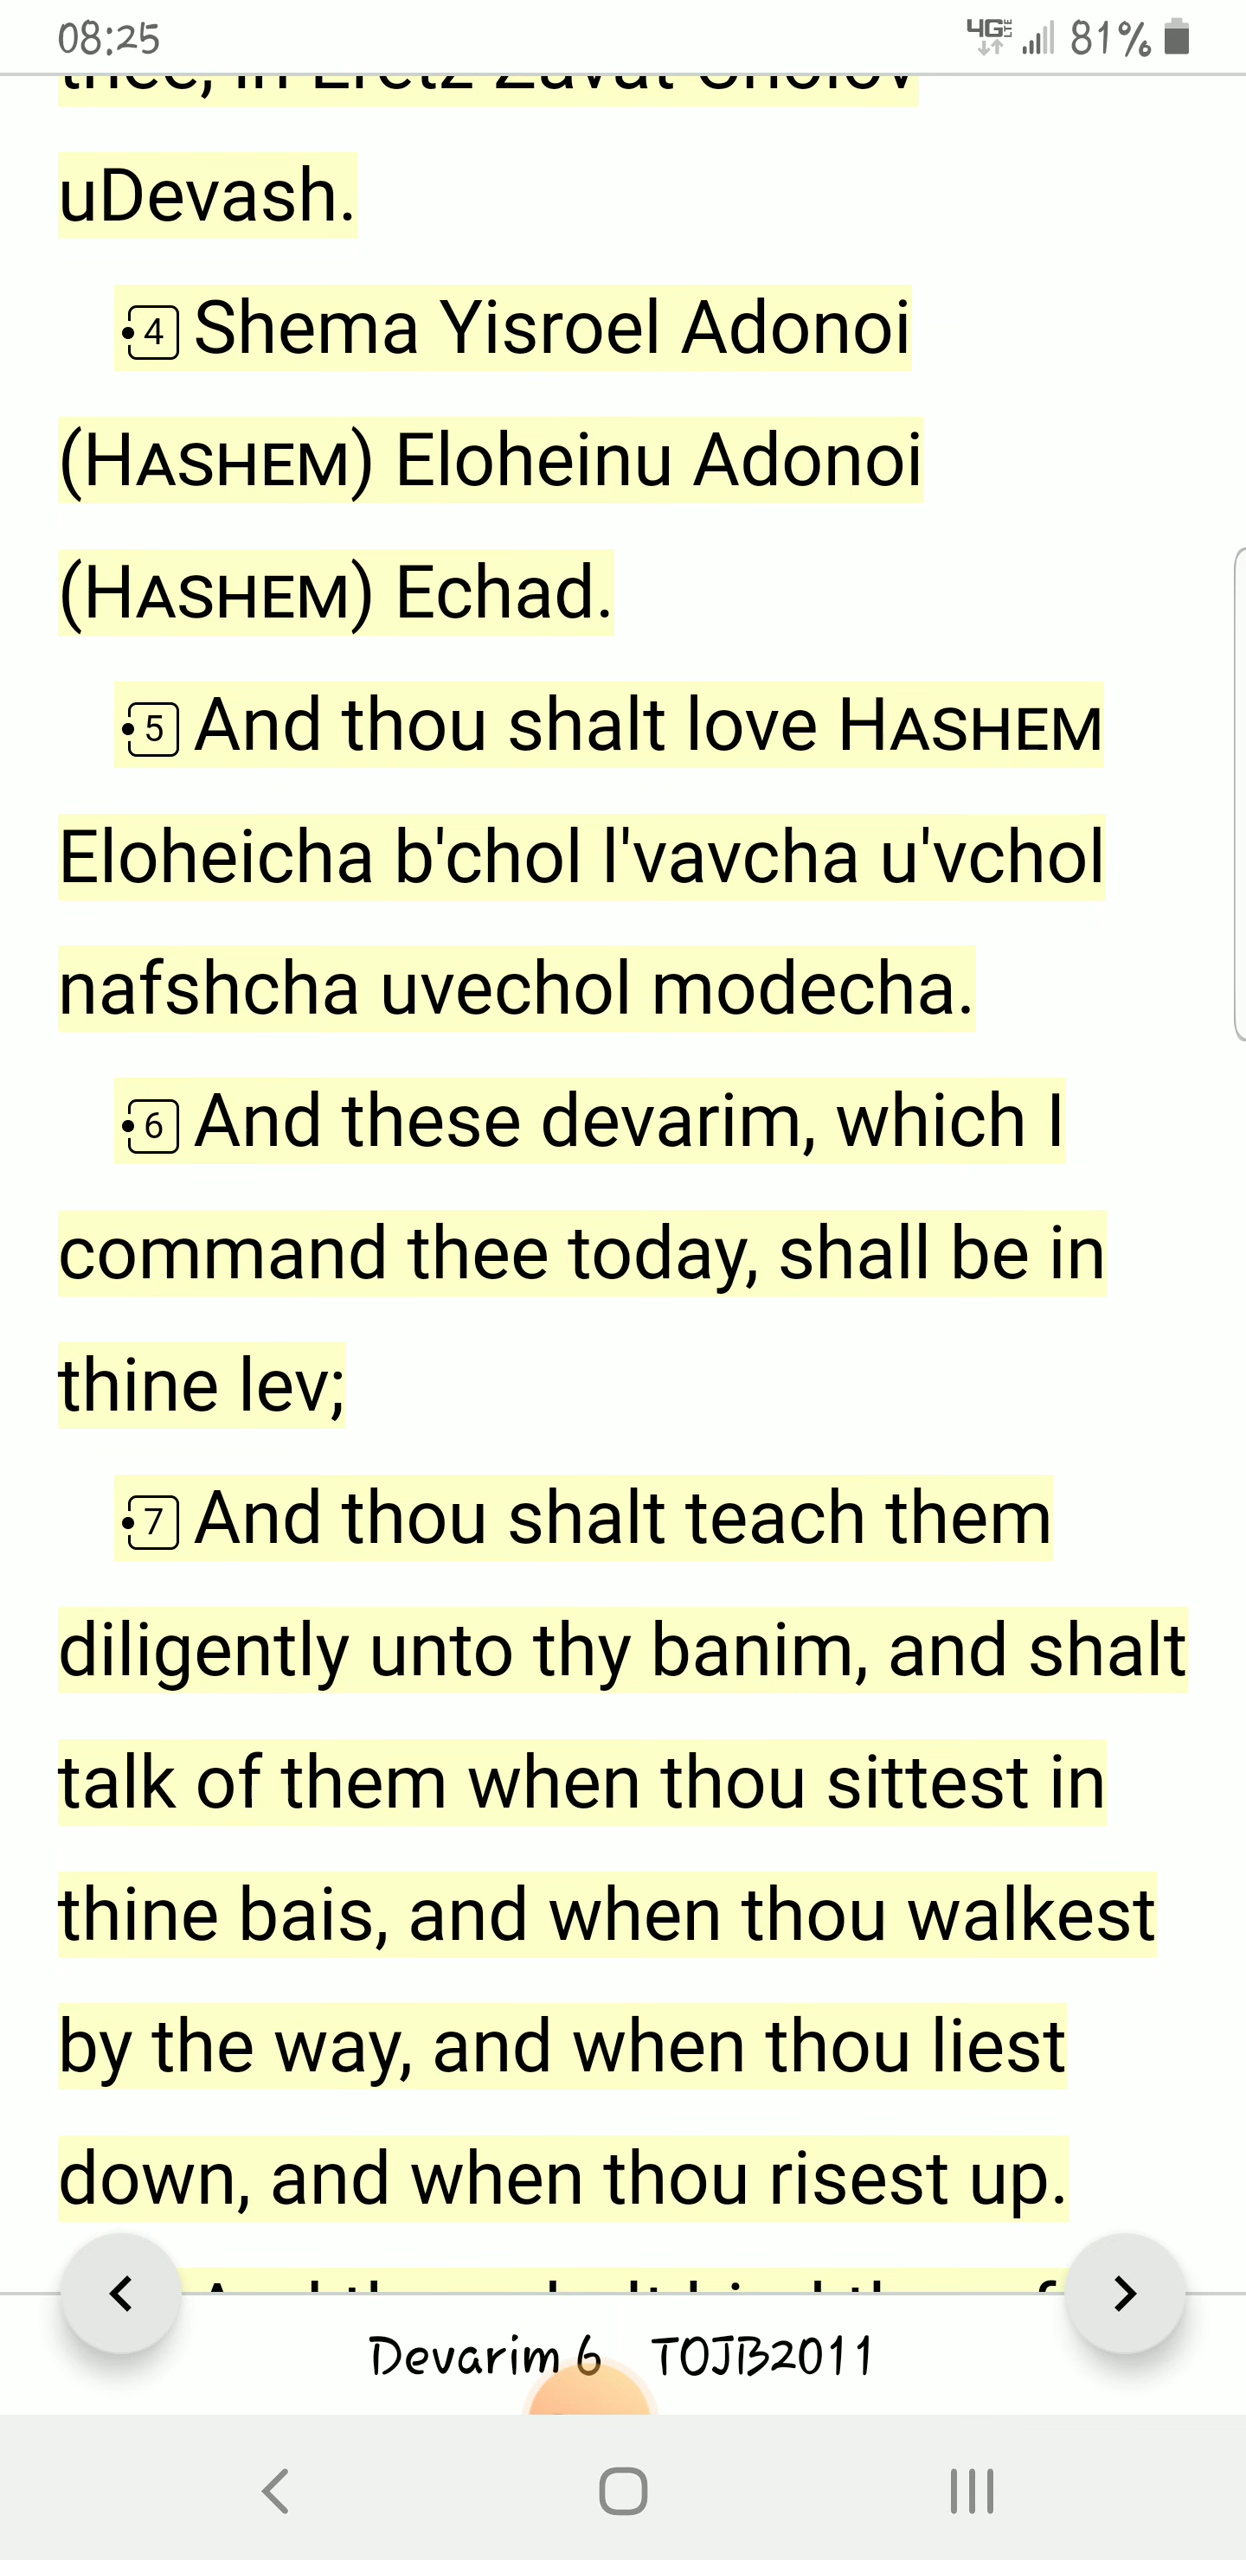 08:25 4G LTE 81%
uDevash.
4 Shema Yisroel Adonoi
(HASHEM) Eloheinu Adonoi
(HASHEM) Echad.
5 And thou shalt love HASHEM
Eloheicha b'chol l'vavcha u'vchol
nafshcha uvechol modecha.
6 And these devarim, which I
command thee today, shall be in
thine lev;
7 And thou shalt teach them
diligently unto thy banim, and shalt
talk of them when thou sittest in
thine bais, and when thou walkest
by the way, and when thou liest
down, and when thou risest up.
Devarim 6 TOJB2011